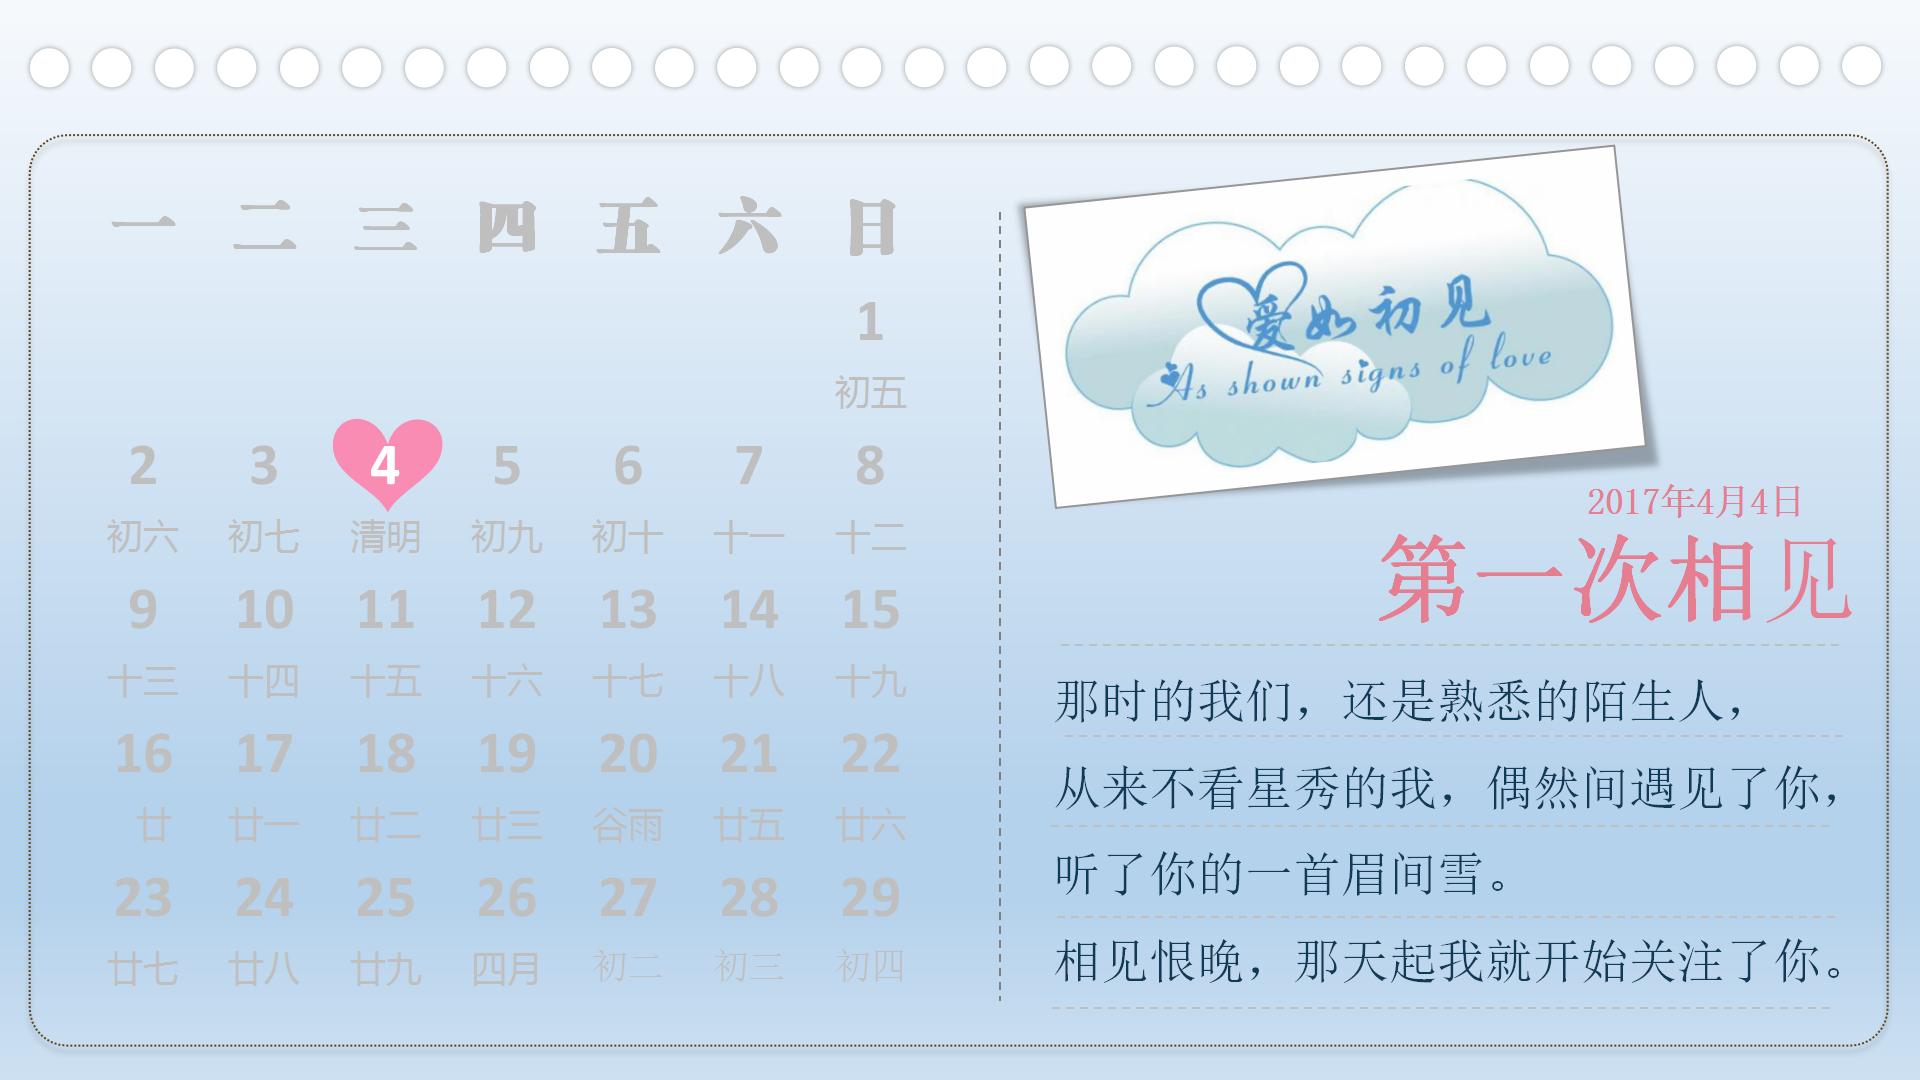 一 二 三 四 五 六 日
1
初五
2 3 4 5 6 7 8
初六 初七 清明 初九 初十 十一 十二
9 10 11 12 13 14 15
十三 十四 十五 十六 十七 十八 十九
16 17 18 19 20 21 22
廿 廿一 廿二 廿三 谷雨 廿五 廿六
23 24 25 26 27 28 29
廿七 廿八 廿九 四月 初二 初三 初四
爱如初见
As shown signs of love
2017年4月4日
第一次相见
那时的我们，还是熟悉的陌生人，
从来不看星秀的我，偶然间遇见了你，
听了你的一首眉间雪。
相见恨晚，那天起我就开始关注了你。